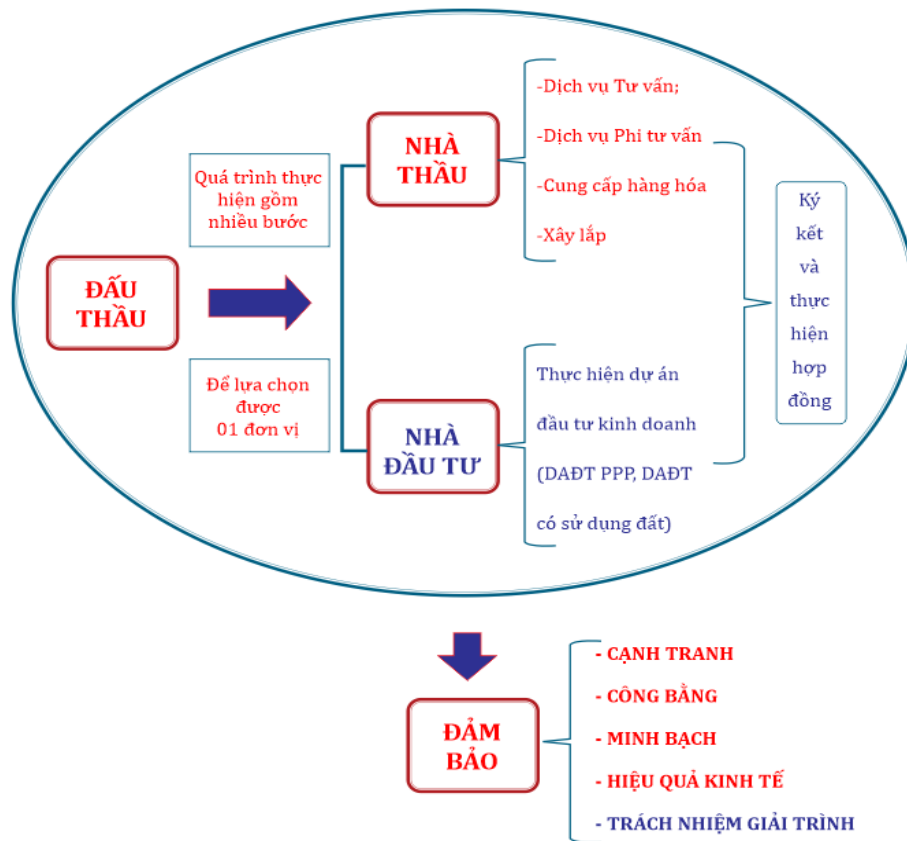 ĐẤU
THẦU
Quá trình thực
hiện gồm
nhiều bước
Để lựa chọn
được
01 đơn vị
NHÀ
THẦU
-Dịch vụ Tư vấn;
-Dịch vụ Phi tư vấn
-Cung cấp hàng hóa
-Xây lắp
NHÀ
ĐẦU TƯ
Thực hiện dự án
đầu tư kinh doanh
(DAĐT PPP, DAĐT
có sử dụng đất)
Ký
kết
và
thực
hiện
hợp
đồng
ĐẢM
BẢO
- CẠNH TRANH
- CÔNG BẰNG
- MINH BẠCH
- HIỆU QUẢ KINH TẾ
- TRÁCH NHIỆM GIẢI TRÌNH